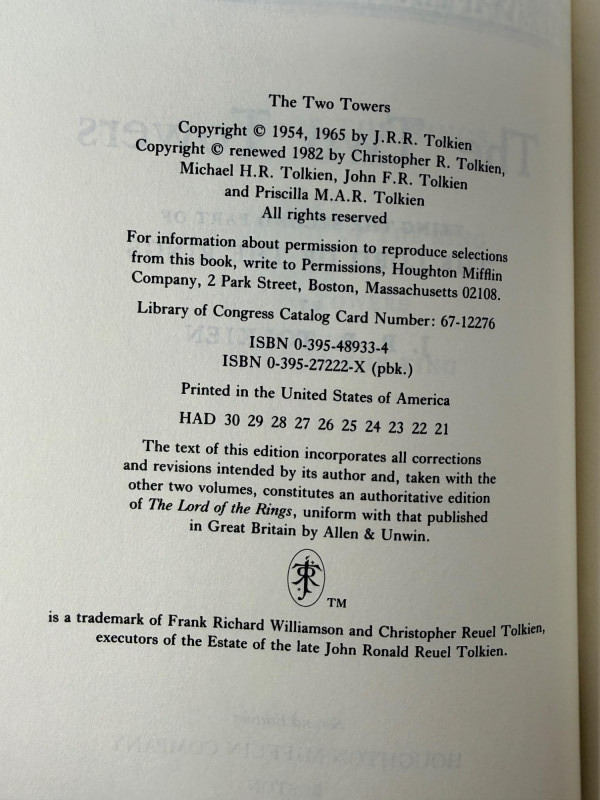 The Two Towers
Copyright © 1954, 1965 by J.R.R. Tolkien
Copyright © renewed 1982 by Christopher R. Tolkien,
Michael H.R. Tolkien, John F.R. Tolkien
and Priscilla M.A.R. Tolkien
All rights reserved
For information about permission to reproduce selections
from this book, write to Permissions, Houghton Mifflin
Company, 2 Park Street, Boston, Massachusetts 02108.
Library of Congress Catalog Card Number: 67-12276
ISBN 0-395-48933-4
ISBN 0-395-27222-X (pbk.)
Printed in the United States of America
HAD 30 29 28 27 26 25 24 23 22 21
The text of this edition incorporates all corrections
and revisions intended by its author and, taken with the
other two volumes, constitutes an authoritative edition
of The Lord of the Rings, uniform with that published
in Great Britain by Allen & Unwin.
TM
is a trademark of Frank Richard Williamson and Christopher Reuel Tolkien,
executors of the Estate of the late John Ronald Reuel Tolkien.